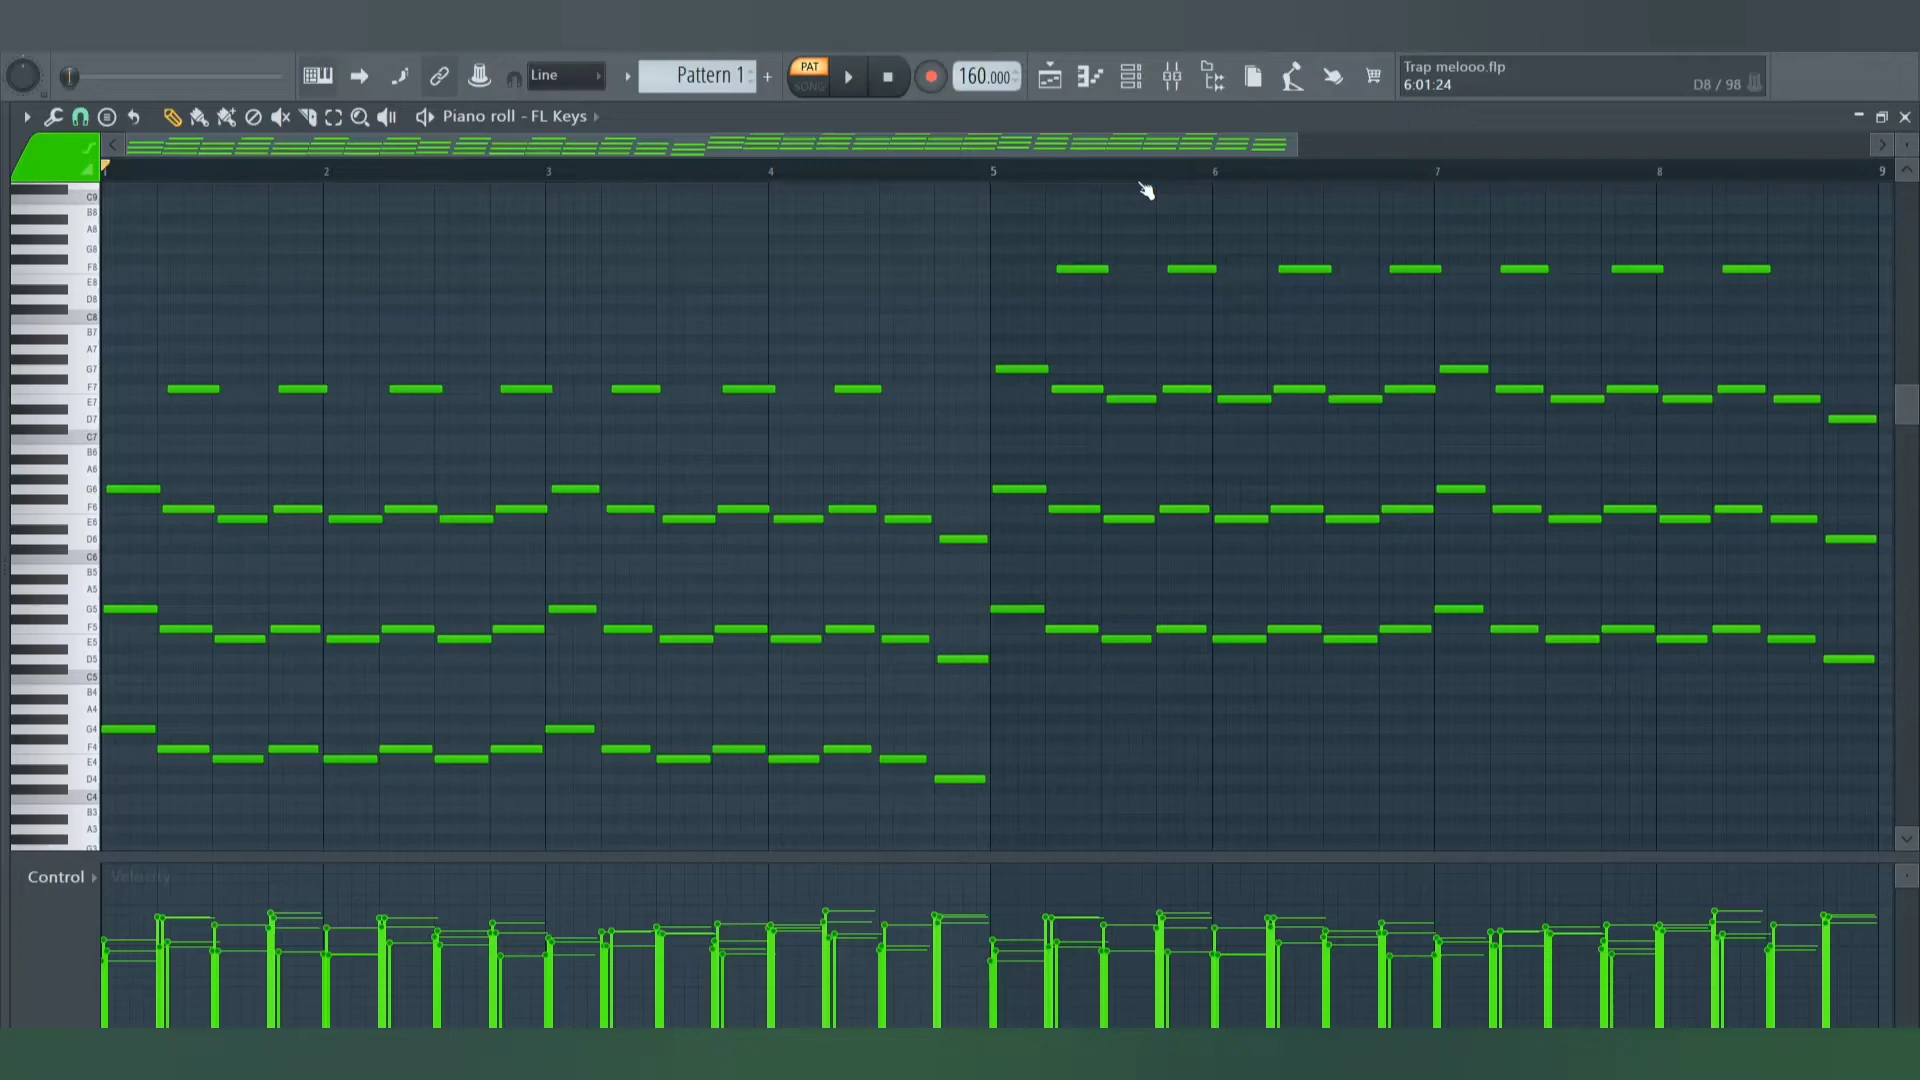 Line
Pattern 1
+
PAT
SONG
160.000
Trap melooo.flp
6:01:24
D8 / 98
Piano roll - FL Keys
2
3
4
5
6
7
8
9
C9
B8
A8
G8
F8
E8
D8
C8
B7
A7
G7
F7
E7
D7
C7
B6
A6
G6
F6
E6
D6
C6
B5
A5
G5
F5
E5
D5
C5
B4
A4
G4
F4
E4
D4
C4
B3
A3
G3
Control
Velocity